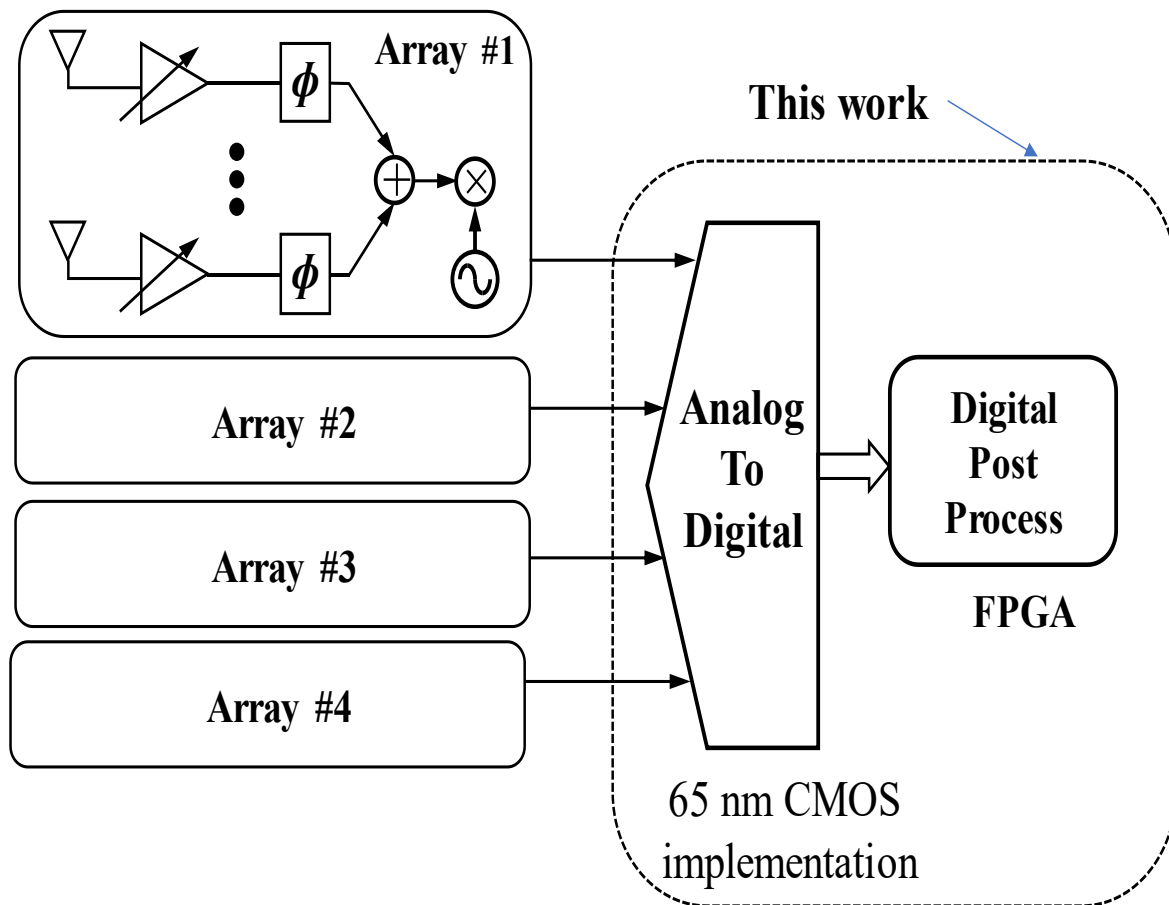 Array #1
ϕ
ϕ
This work
Array #2
Array #3
Array #4
Analog
To
Digital
Digital
Post
Process
FPGA
65 nm CMOS
implementation